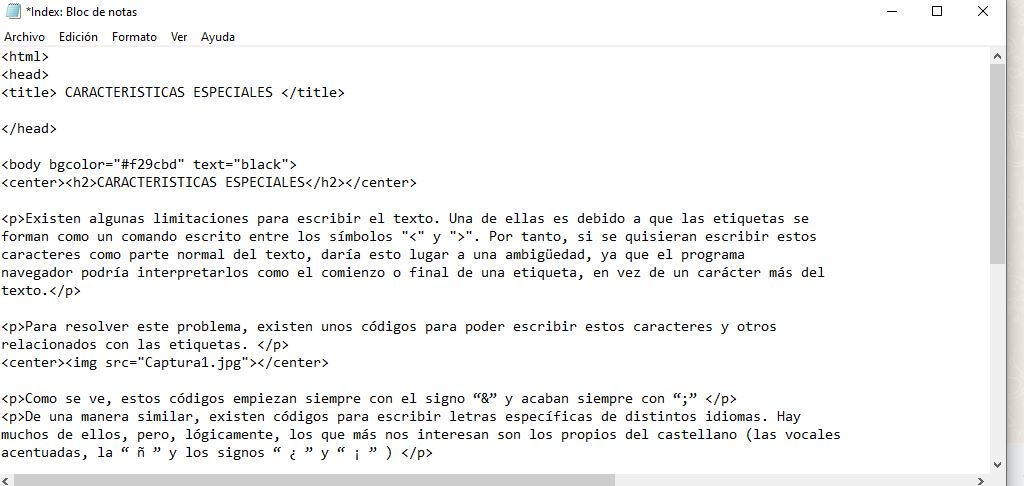 *Index: Bloc de notas
Archivo Edición Formato Ver Ayuda
<html>
<head>
<title> CARACTERISTICAS ESPECIALES </title>
</head>
<body bgcolor="#f29cbd" text="black">
<center><h2>CARACTERISTICAS ESPECIALES</h2></center>
<p>Existen algunas limitaciones para escribir el texto. Una de ellas es debido a que las etiquetas se
forman como un comando escrito entre los símbolos "<" y ">". Por tanto, si se quisieran escribir estos
caracteres como parte normal del texto, daría esto lugar a una ambigüedad, ya que el programa
navegador podría interpretarlos como el comienzo o final de una etiqueta, en vez de un carácter más del
texto.</p>
<p>Para resolver este problema, existen unos códigos para poder escribir estos caracteres y otros
relacionados con las etiquetas. </p>
<center><img src="Captura1.jpg"></center>
<p>Como se ve, estos códigos empiezan siempre con el signo “&” y acaban siempre con “;” </p>
<p>De una manera similar, existen códigos para escribir letras específicas de distintos idiomas. Hay
muchos de ellos, pero, lógicamente, los que más nos interesan son los propios del castellano (las vocales
acentuadas, la “ ñ ” y los signos “ ¿ ” y “ ¡ ” ) </p>